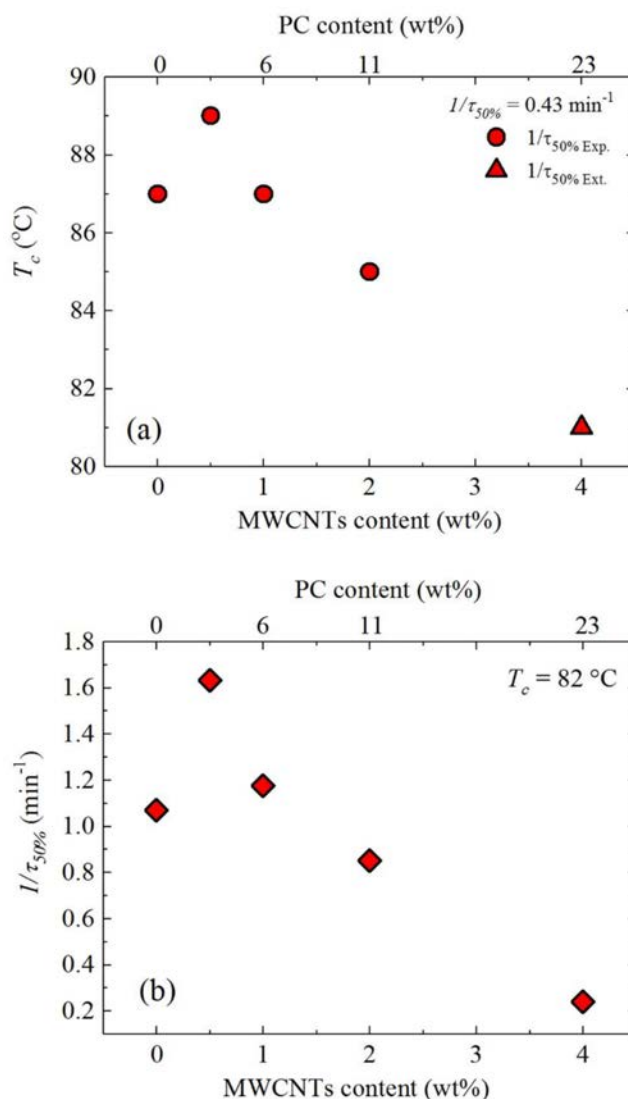 PC content (wt%)
0 6 11 23
90
88
86
84
82
80
T_c (°C)
1/τ_50% = 0.43 min⁻¹
1/τ_50% Exp.
1/τ_50% Ext.
(a)
0 1 2 3 4
MWCNTs content (wt%)
PC content (wt%)
0 6 11 23
1.8
1.6
1.4
1.2
1.0
0.8
0.6
0.4
0.2
1/τ_50% (min⁻¹)
T_c = 82 °C
(b)
0 1 2 3 4
MWCNTs content (wt%)